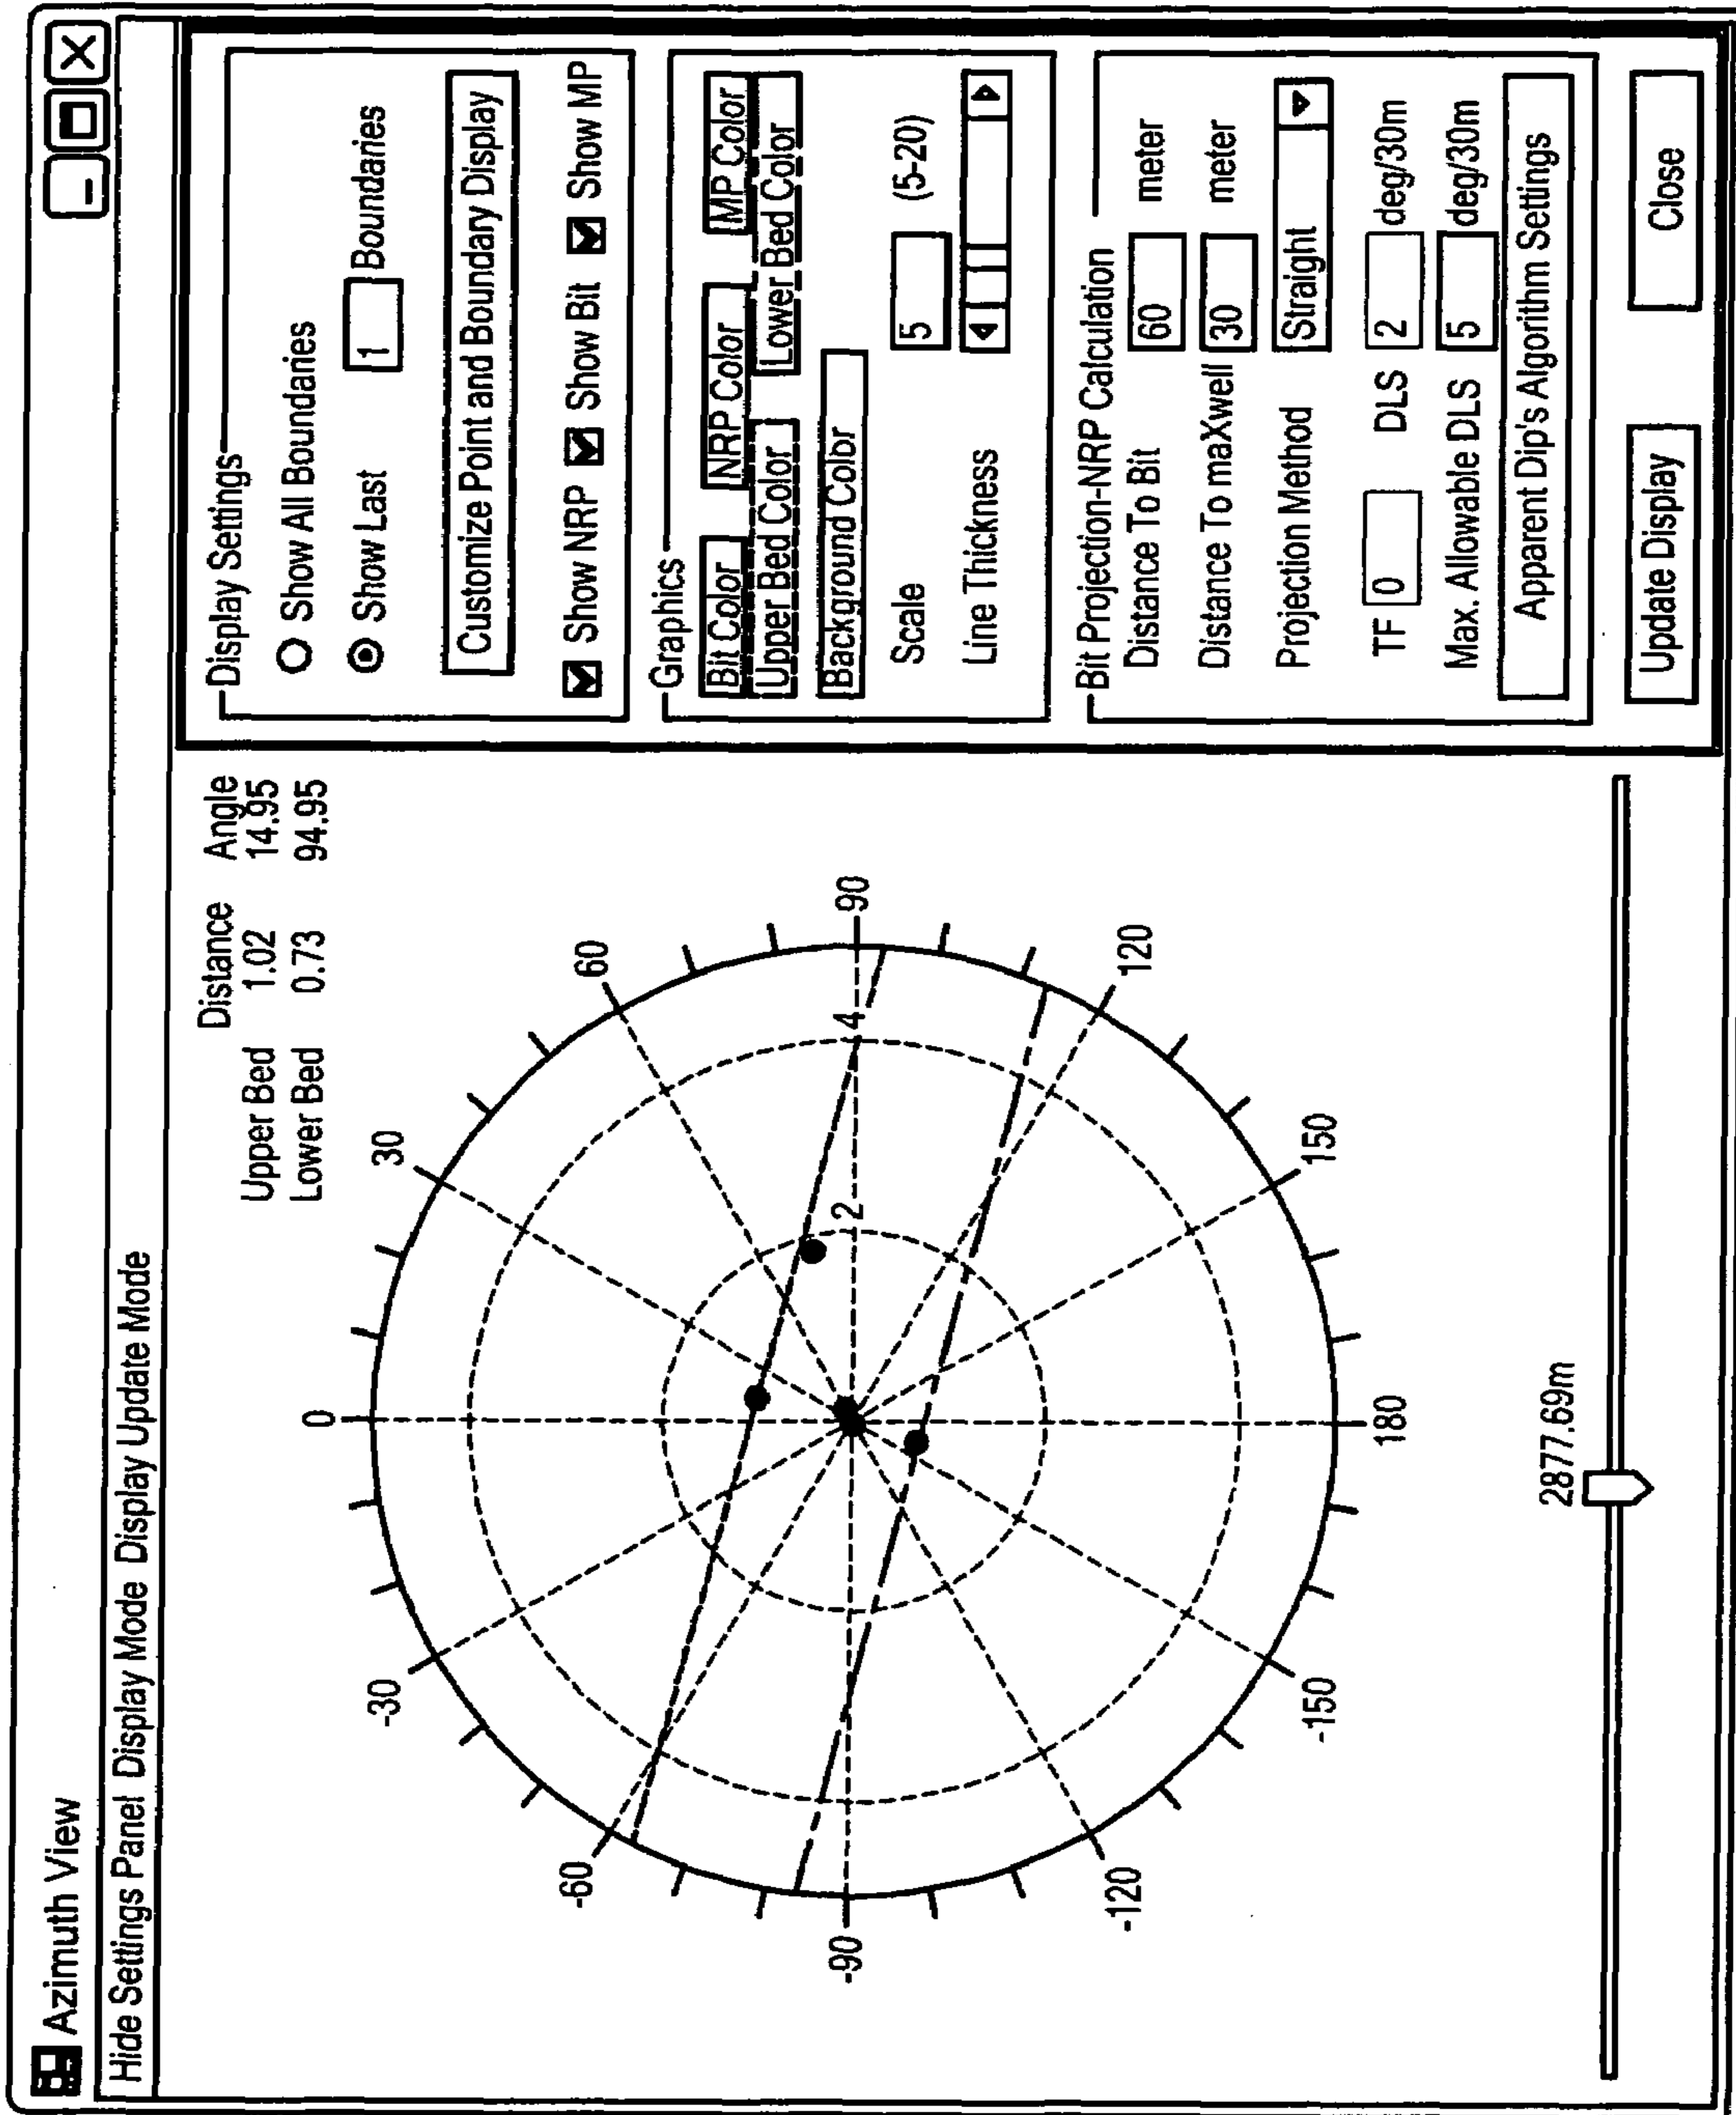 Azimuth View
Hide Settings Panel Display Mode Display Update Mode
Distance Angle
Upper Bed 1.02 14.95
Lower Bed 0.73 94.95
0
30
60
90
120
150
180
-150
-120
-90
-60
-30
2
4
2877.69m
Display Settings
Show All Boundaries
Show Last 1 Boundaries
Customize Point and Boundary Display
Show NRP Show Bit Show MP
Graphics
Bit Color NRP Color MP Color
Upper Bed Color Lower Bed Color
Background Color
Scale 5 (5-20)
Line Thickness
Bit Projection-NRP Calculation
Distance To Bit 60 meter
Distance To maXwell 30 meter
Projection Method Straight
TF 0 DLS 2 deg/30m
Max. Allowable DLS 5 deg/30m
Apparent Dip's Algorithm Settings
Update Display Close